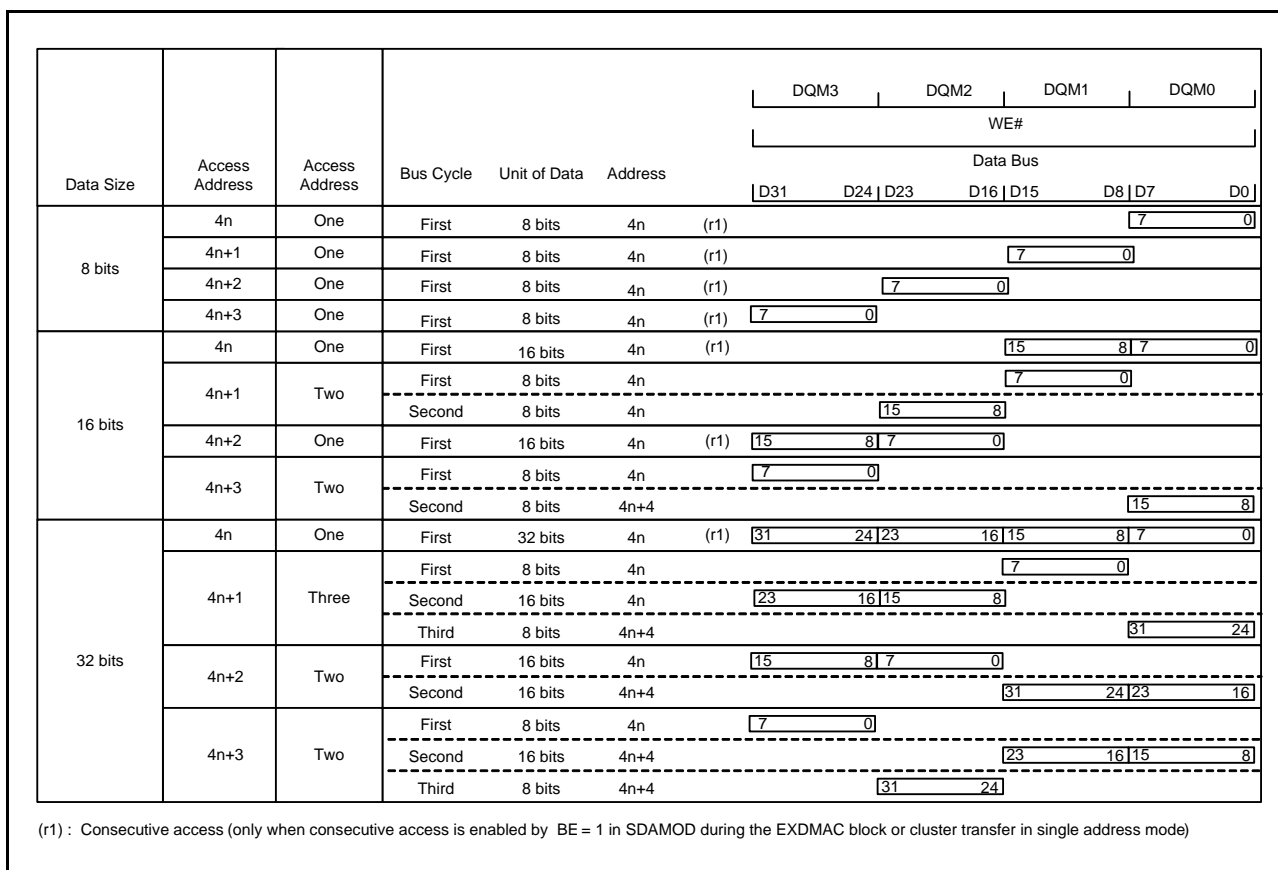 DQM3 DQM2 DQM1 DQM0
WE#
Data Bus
Data Size Access Address Access Address Bus Cycle Unit of Data Address
D31 D24 D23 D16 D15 D8 D7 D0
8 bits
4n One First 8 bits 4n (r1) 7 0
4n+1 One First 8 bits 4n (r1) 7 0
4n+2 One First 8 bits 4n (r1) 7 0
4n+3 One First 8 bits 4n (r1) 7 0
16 bits
4n One First 16 bits 4n (r1) 15 8 7 0
4n+1 Two First 8 bits 4n 7 0
Second 8 bits 4n 15 8
4n+2 One First 16 bits 4n (r1) 15 8 7 0
4n+3 Two First 8 bits 4n 7 0
Second 8 bits 4n+4 15 8
32 bits
4n One First 32 bits 4n (r1) 31 24 23 16 15 8 7 0
4n+1 Three First 8 bits 4n 7 0
Second 16 bits 4n 23 16 15 8
Third 8 bits 4n+4 31 24
4n+2 Two First 16 bits 4n 15 8 7 0
Second 16 bits 4n+4 31 24 23 16
4n+3 Two First 8 bits 4n 7 0
Second 16 bits 4n+4 23 16 15 8
Third 8 bits 4n+4 31 24
(r1) : Consecutive access (only when consecutive access is enabled by BE = 1 in SDAMOD during the EXDMAC block or cluster transfer in single address mode)